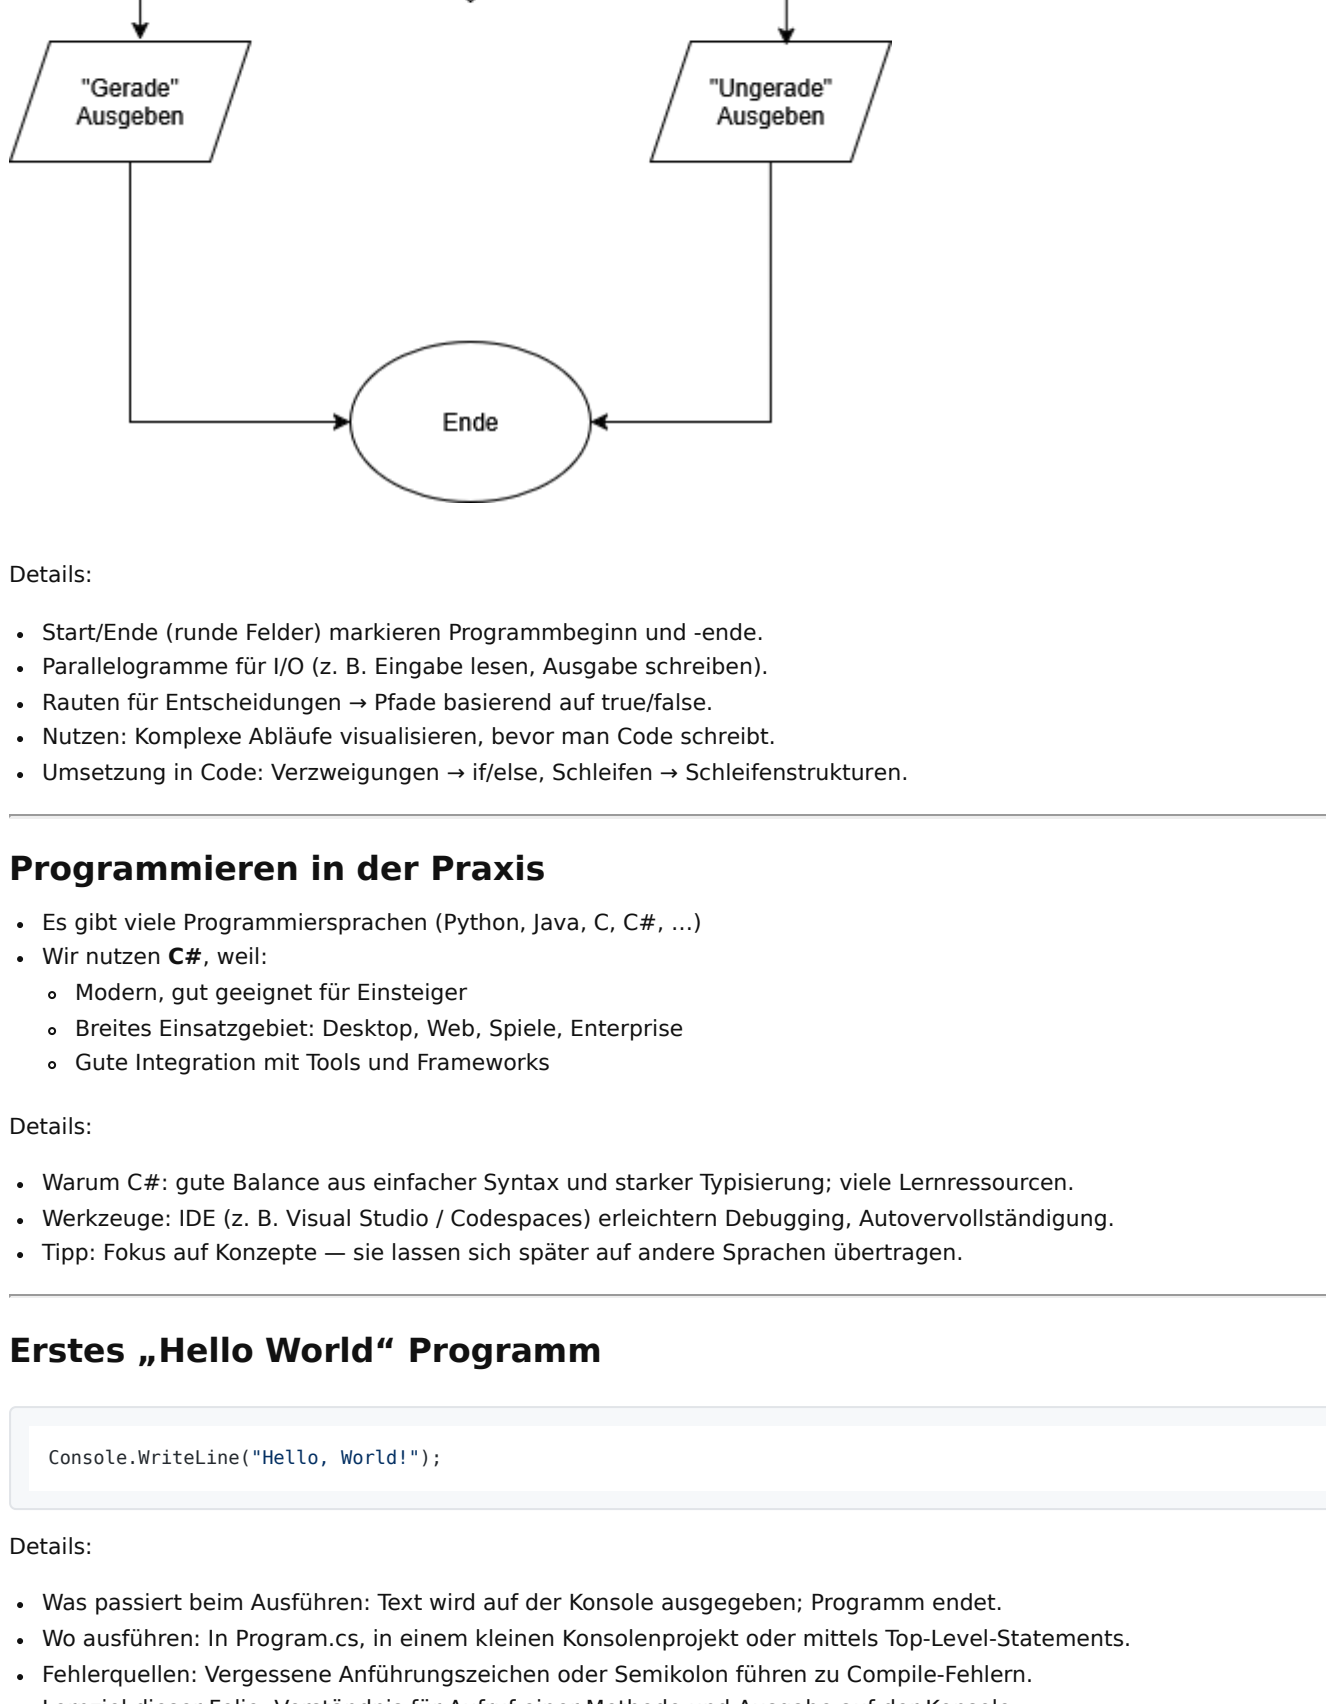 "Gerade"
Ausgeben
"Ungerade"
Ausgeben
Ende
Details:
Start/Ende (runde Felder) markieren Programmbeginn und -ende.
Parallelogramme für I/O (z. B. Eingabe lesen, Ausgabe schreiben).
Rauten für Entscheidungen → Pfade basierend auf true/false.
Nutzen: Komplexe Abläufe visualisieren, bevor man Code schreibt.
Umsetzung in Code: Verzweigungen → if/else, Schleifen → Schleifenstrukturen.
Programmieren in der Praxis
Es gibt viele Programmiersprachen (Python, Java, C, C#, …)
Wir nutzen C#, weil:
Modern, gut geeignet für Einsteiger
Breites Einsatzgebiet: Desktop, Web, Spiele, Enterprise
Gute Integration mit Tools und Frameworks
Details:
Warum C#: gute Balance aus einfacher Syntax und starker Typisierung; viele Lernressourcen.
Werkzeuge: IDE (z. B. Visual Studio / Codespaces) erleichtern Debugging, Autovervollständigung.
Tipp: Fokus auf Konzepte — sie lassen sich später auf andere Sprachen übertragen.
Erstes „Hello World“ Programm
Console.WriteLine("Hello, World!");
Details:
Was passiert beim Ausführen: Text wird auf der Konsole ausgegeben; Programm endet.
Wo ausführen: In Program.cs, in einem kleinen Konsolenprojekt oder mittels Top-Level-Statements.
Fehlerquellen: Vergessene Anführungszeichen oder Semikolon führen zu Compile-Fehlern.